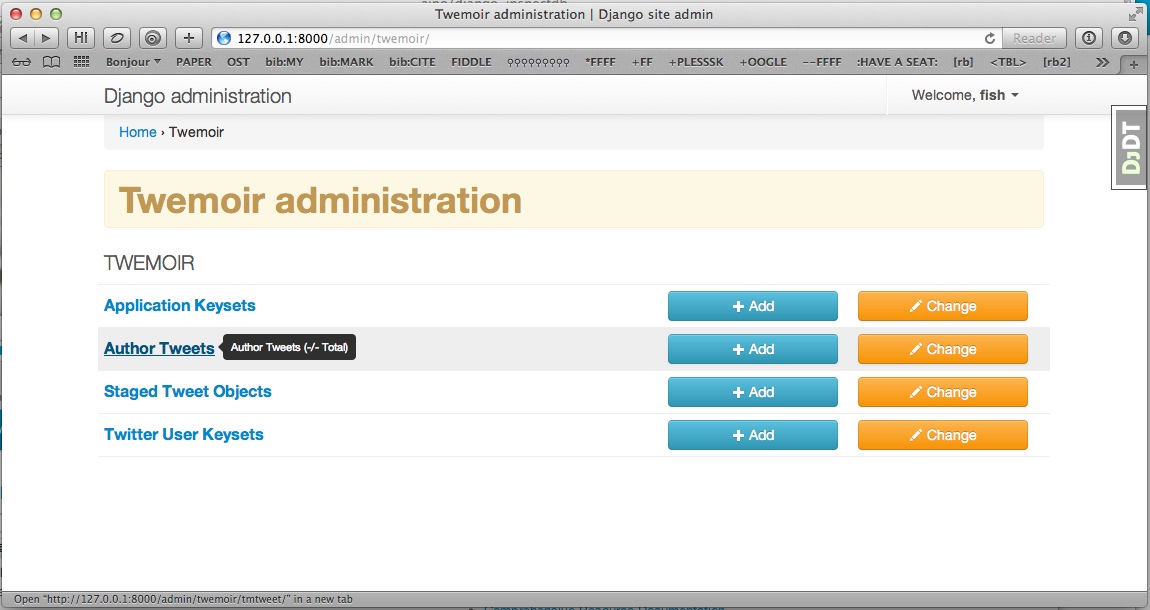 Twemoir administration | Django site admin
Hi 127.0.0.1:8000/admin/twemoir/ Reader
Bonjour PAPER OST bib:MY bib:MARK bib:CITE FIDDLE ⚲⚲⚲⚲⚲⚲⚲⚲⚲ *FFFF +FF +PLESSSK +OOGLE --FFFF :HAVE A SEAT: [rb] <TBL> [rb2] >>
Django administration Welcome, fish
Home › Twemoir
DJDT
Twemoir administration
TWEMOIR
Application Keysets + Add Change
Author Tweets Author Tweets (-/- Total) + Add Change
Staged Tweet Objects + Add Change
Twitter User Keysets + Add Change
Open "http://127.0.0.1:8000/admin/twemoir/tmtweet/" in a new tab